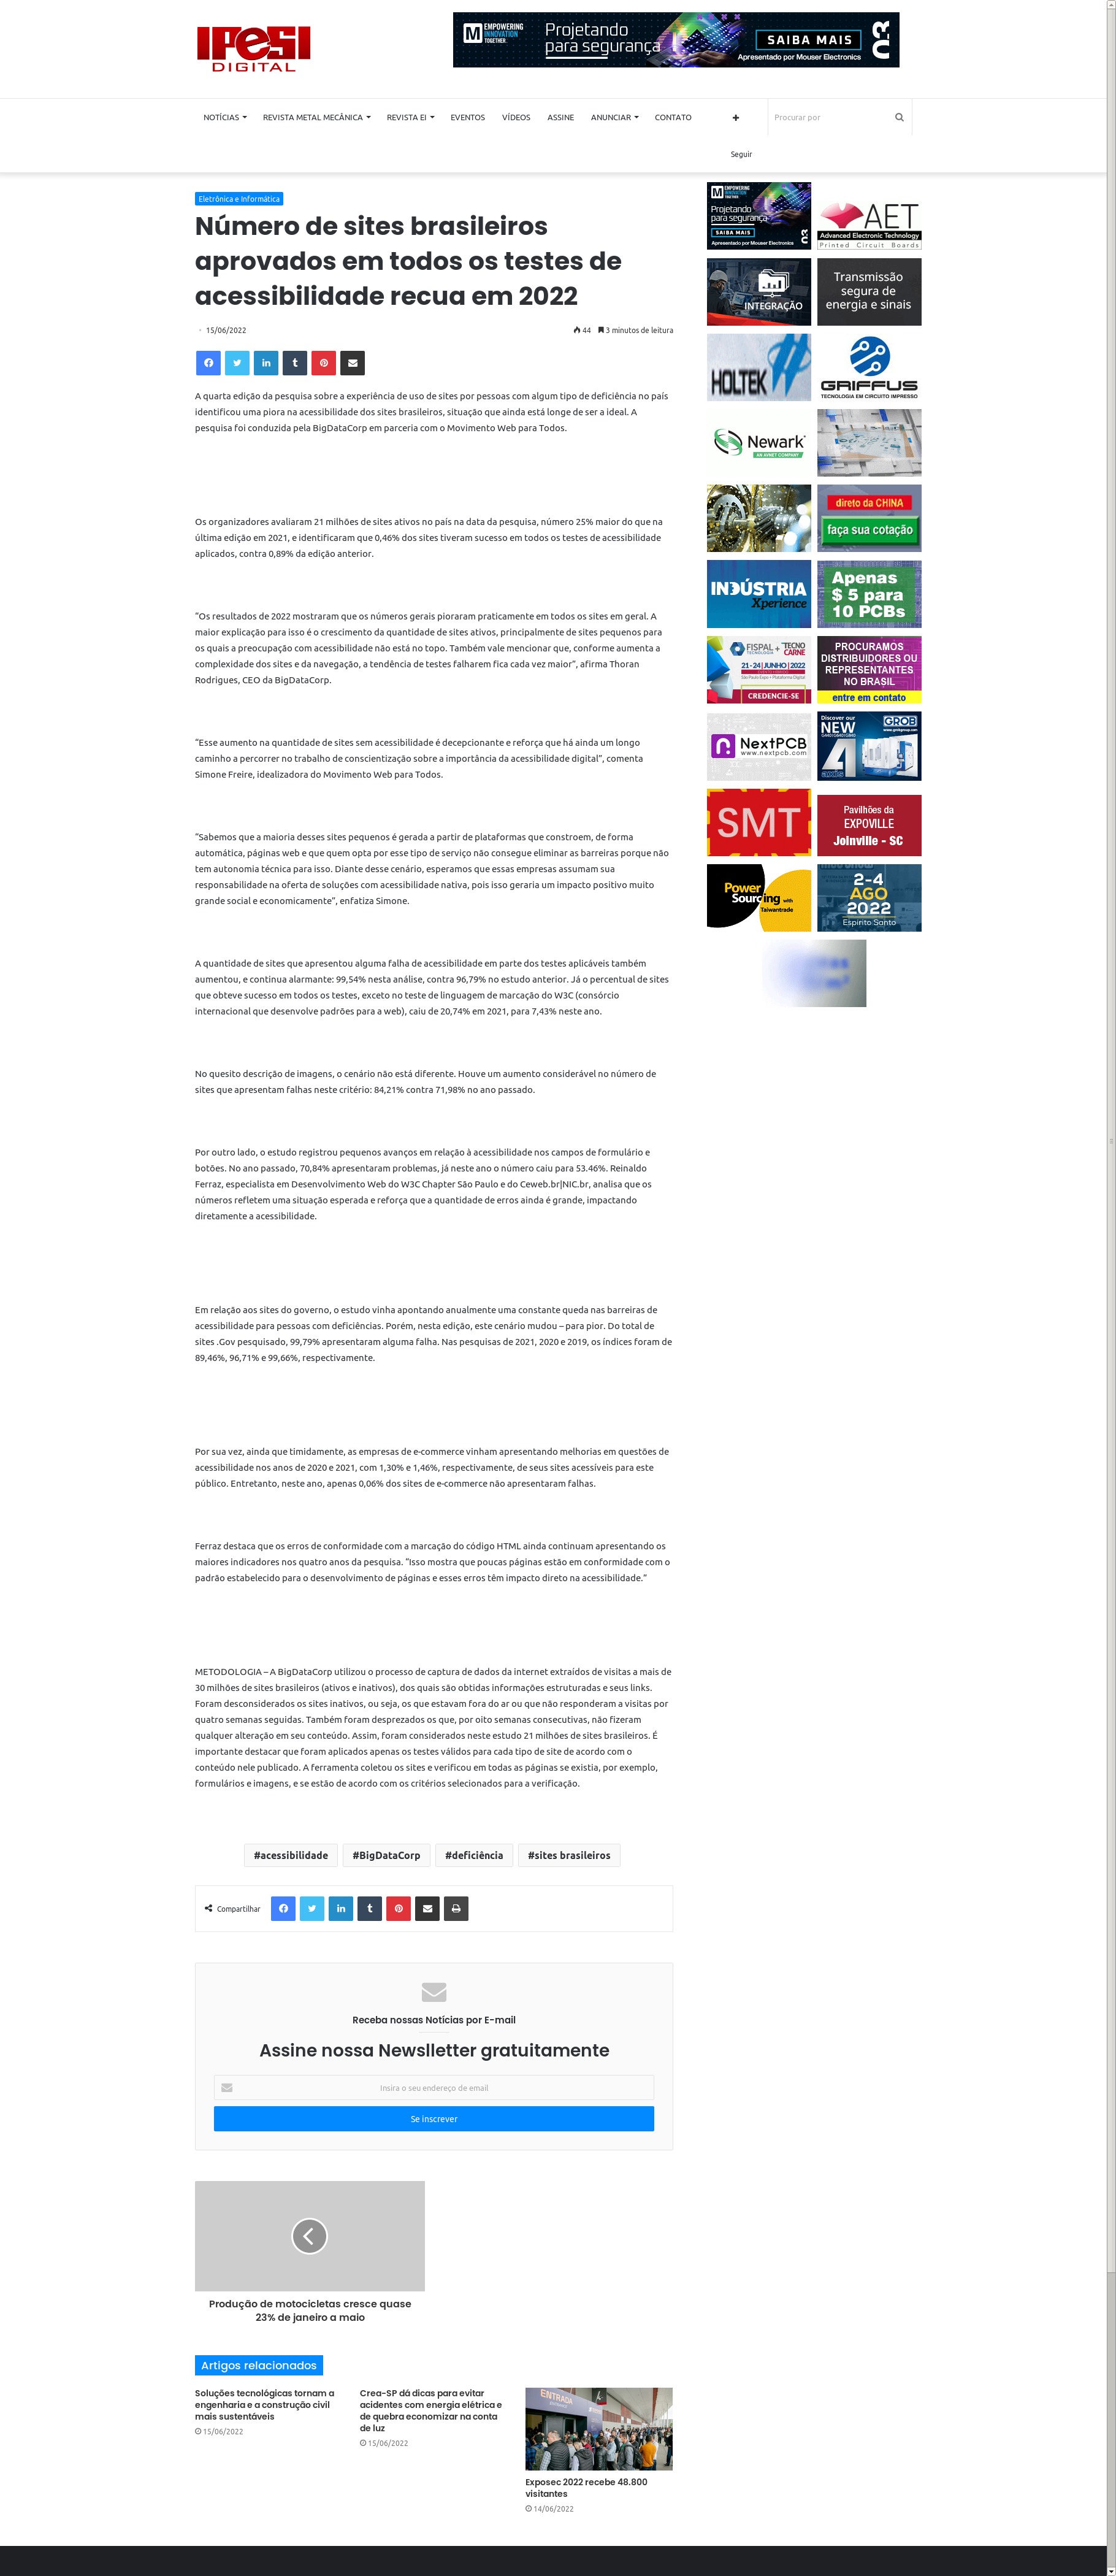 IPESI
DIGITAL
M EMPOWERING INNOVATION TOGETHER.
Projetando
para segurança
SAIBA MAIS
Apresentado por Mouser Electronics
NOTÍCIAS
REVISTA METAL MECÂNICA
REVISTA EI
EVENTOS
VÍDEOS
ASSINE
ANUNCIAR
CONTATO
Procurar por
Seguir
Eletrônica e Informática
Número de sites brasileiros
aprovados em todos os testes de
acessibilidade recua em 2022
15/06/2022
44
3 minutos de leitura
A quarta edição da pesquisa sobre a experiência de uso de sites por pessoas com algum tipo de deficiência no país
identificou uma piora na acessibilidade dos sites brasileiros, situação que ainda está longe de ser a ideal. A
pesquisa foi conduzida pela BigDataCorp em parceria com o Movimento Web para Todos.
Os organizadores avaliaram 21 milhões de sites ativos no país na data da pesquisa, número 25% maior do que na
última edição em 2021, e identificaram que 0,46% dos sites tiveram sucesso em todos os testes de acessibilidade
aplicados, contra 0,89% da edição anterior.
“Os resultados de 2022 mostraram que os números gerais pioraram praticamente em todos os sites em geral. A
maior explicação para isso é o crescimento da quantidade de sites ativos, principalmente de sites pequenos para
os quais a preocupação com acessibilidade não está no topo. Também vale mencionar que, conforme aumenta a
complexidade dos sites e da navegação, a tendência de testes falharem fica cada vez maior”, afirma Thoran
Rodrigues, CEO da BigDataCorp.
“Esse aumento na quantidade de sites sem acessibilidade é decepcionante e reforça que há ainda um longo
caminho a percorrer no trabalho de conscientização sobre a importância da acessibilidade digital”, comenta
Simone Freire, idealizadora do Movimento Web para Todos.
“Sabemos que a maioria desses sites pequenos é gerada a partir de plataformas que constroem, de forma
automática, páginas web e que quem opta por esse tipo de serviço não consegue eliminar as barreiras porque não
tem autonomia técnica para isso. Diante desse cenário, esperamos que essas empresas assumam sua
responsabilidade na oferta de soluções com acessibilidade nativa, pois isso geraria um impacto positivo muito
grande social e economicamente”, enfatiza Simone.
A quantidade de sites que apresentou alguma falha de acessibilidade em parte dos testes aplicáveis também
aumentou, e continua alarmante: 99,54% nesta análise, contra 96,79% no estudo anterior. Já o percentual de sites
que obteve sucesso em todos os testes, exceto no teste de linguagem de marcação do W3C (consórcio
internacional que desenvolve padrões para a web), caiu de 20,74% em 2021, para 7,43% neste ano.
No quesito descrição de imagens, o cenário não está diferente. Houve um aumento considerável no número de
sites que apresentam falhas neste critério: 84,21% contra 71,98% no ano passado.
Por outro lado, o estudo registrou pequenos avanços em relação à acessibilidade nos campos de formulário e
botões. No ano passado, 70,84% apresentaram problemas, já neste ano o número caiu para 53.46%. Reinaldo
Ferraz, especialista em Desenvolvimento Web do W3C Chapter São Paulo e do Ceweb.br|NIC.br, analisa que os
números refletem uma situação esperada e reforça que a quantidade de erros ainda é grande, impactando
diretamente a acessibilidade.
Em relação aos sites do governo, o estudo vinha apontando anualmente uma constante queda nas barreiras de
acessibilidade para pessoas com deficiências. Porém, nesta edição, este cenário mudou – para pior. Do total de
sites .Gov pesquisado, 99,79% apresentaram alguma falha. Nas pesquisas de 2021, 2020 e 2019, os índices foram de
89,46%, 96,71% e 99,66%, respectivamente.
Por sua vez, ainda que timidamente, as empresas de e-commerce vinham apresentando melhorias em questões de
acessibilidade nos anos de 2020 e 2021, com 1,30% e 1,46%, respectivamente, de seus sites acessíveis para este
público. Entretanto, neste ano, apenas 0,06% dos sites de e-commerce não apresentaram falhas.
Ferraz destaca que os erros de conformidade com a marcação do código HTML ainda continuam apresentando os
maiores indicadores nos quatro anos da pesquisa. “Isso mostra que poucas páginas estão em conformidade com o
padrão estabelecido para o desenvolvimento de páginas e esses erros têm impacto direto na acessibilidade.”
METODOLOGIA – A BigDataCorp utilizou o processo de captura de dados da internet extraídos de visitas a mais de
30 milhões de sites brasileiros (ativos e inativos), dos quais são obtidas informações estruturadas e seus links.
Foram desconsiderados os sites inativos, ou seja, os que estavam fora do ar ou que não responderam a visitas por
quatro semanas seguidas. Também foram desprezados os que, por oito semanas consecutivas, não fizeram
qualquer alteração em seu conteúdo. Assim, foram considerados neste estudo 21 milhões de sites brasileiros. É
importante destacar que foram aplicados apenas os testes válidos para cada tipo de site de acordo com o
conteúdo nele publicado. A ferramenta coletou os sites e verificou em todas as páginas se existia, por exemplo,
formulários e imagens, e se estão de acordo com os critérios selecionados para a verificação.
#acessibilidade
#BigDataCorp
#deficiência
#sites brasileiros
Compartilhar
Receba nossas Notícias por E-mail
Assine nossa Newslletter gratuitamente
Insira o seu endereço de email
Se inscrever
Produção de motocicletas cresce quase
23% de janeiro a maio
Artigos relacionados
Soluções tecnológicas tornam a
engenharia e a construção civil
mais sustentáveis
15/06/2022
Crea-SP dá dicas para evitar
acidentes com energia elétrica e
de quebra economizar na conta
de luz
15/06/2022
ENTRADA
Exposec 2022 recebe 48.800
visitantes
14/06/2022
M EMPOWERING INNOVATION TOGETHER.
Projetando
para segurança
SAIBA MAIS
Apresentado por Mouser Electronics
AET
Advanced Electronic Technology
Printed Circuit Boards
INTEGRAÇÃO
Transmissão
segura de
energia e sinais
HOLTEK
GRIFFUS
TECNOLOGIA EM CIRCUITO IMPRESSO
Newark
AN AVNET COMPANY
direto da CHINA
faça sua cotação
INDÚSTRIA
Xperience
Apenas
$ 5 para
10 PCBs
FISPAL TECNOLOGIA + TECNO CARNE
21 - 24 | JUNHO | 2022
São Paulo Expo + Plataforma Digital
CREDENCIE-SE
PROCURAMOS
DISTRIBUIDORES OU
REPRESENTANTES
NO BRASIL
entre em contato
NextPCB
www.nextpcb.com
Discover our
NEW
GROB
A
SMT
Pavilhões da
EXPOVILLE
Joinville - SC
Power
Sourcing with
Taiwantrade
2-4
AGO
2022
Espírito Santo